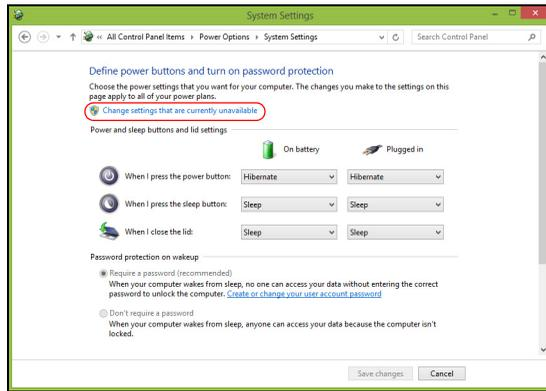 System Settings
« All Control Panel Items ▸ Power Options ▸ System Settings
Search Control Panel
Define power buttons and turn on password protection
Choose the power settings that you want for your computer. The changes you make to the settings on this
page apply to all of your power plans.
Change settings that are currently unavailable
Power and sleep buttons and lid settings
On battery Plugged in
When I press the power button: Hibernate Hibernate
When I press the sleep button: Sleep Sleep
When I close the lid: Sleep Sleep
Password protection on wakeup
Require a password (recommended)
When your computer wakes from sleep, no one can access your data without entering the correct
password to unlock the computer. Create or change your user account password
Don't require a password
When your computer wakes from sleep, anyone can access your data because the computer isn't
locked.
Save changes Cancel